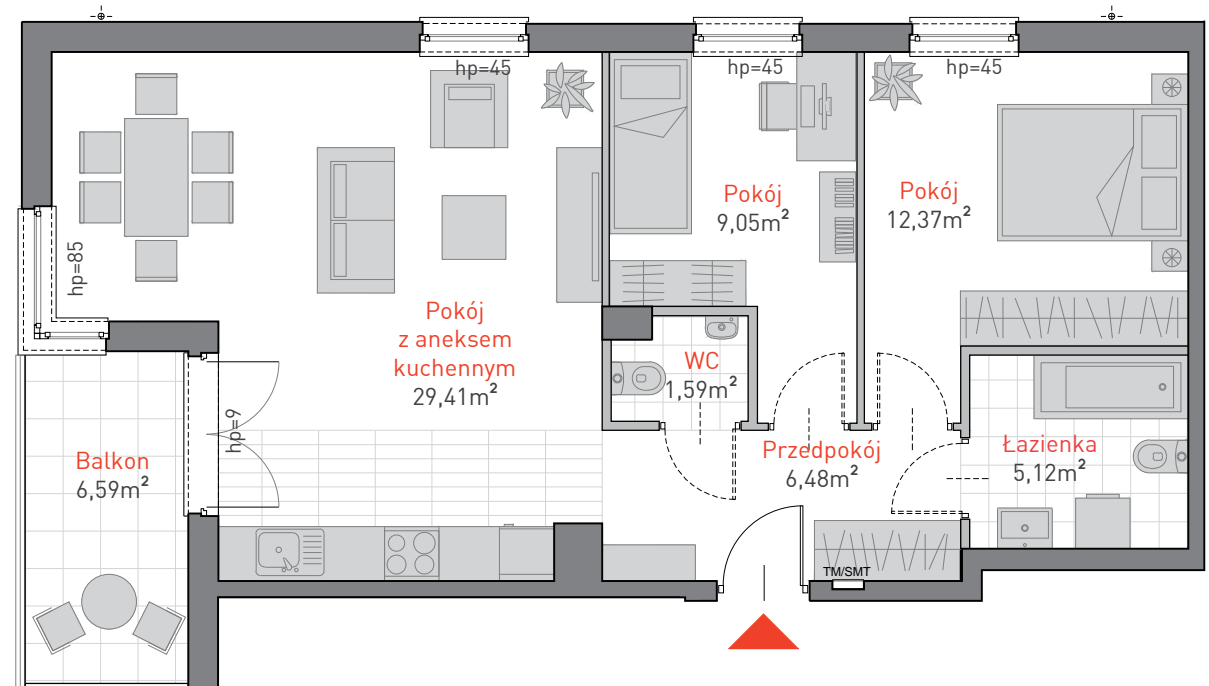 hp=45
hp=45
hp=45
Pokój
9,05m²
Pokój
12,37m²
hp=85
Pokój
z aneksem
kuchennym
29,41m²
WC
1,59m²
hp=9
Balkon
6,59m²
Przedpokój
6,48m²
Łazienka
5,12m²
TM/SMT